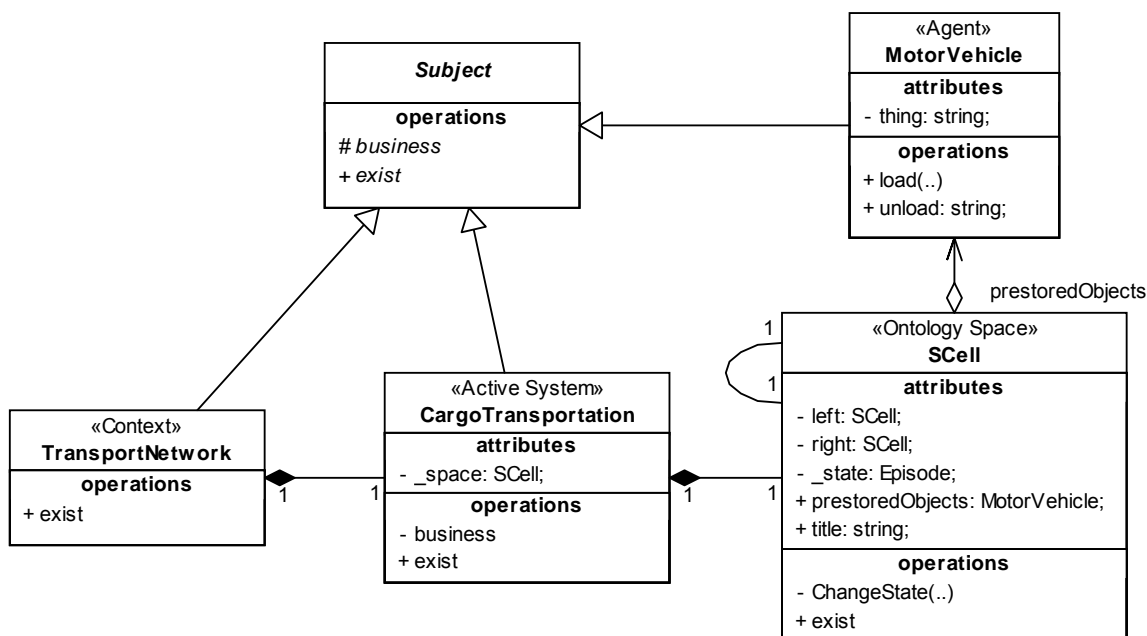 Subject
operations
# business
+ exist
«Agent»
MotorVehicle
attributes
- thing: string;
operations
+ load(..)
+ unload: string;
prestoredObjects
«Context»
TransportNetwork
operations
+ exist
1
1
«Active System»
CargoTransportation
attributes
- _space: SCell;
operations
- business
+ exist
1
1
1
1
«Ontology Space»
SCell
attributes
- left: SCell;
- right: SCell;
- _state: Episode;
+ prestoredObjects: MotorVehicle;
+ title: string;
operations
- ChangeState(..)
+ exist